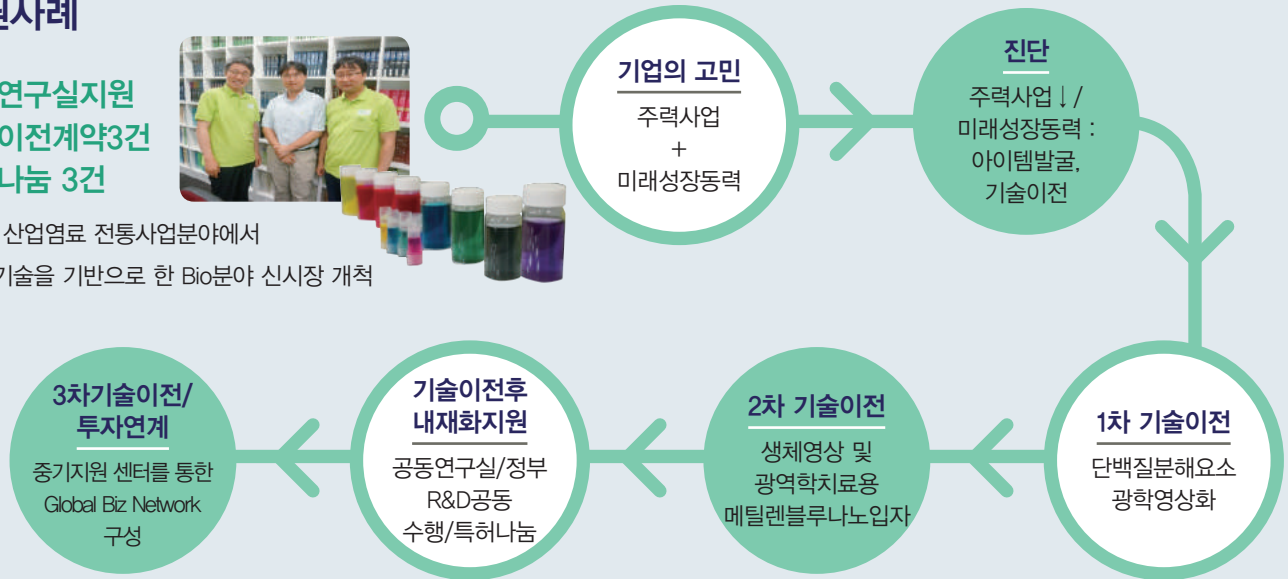 원사례
연구실지원
이전계약3건
나눔 3건
산업염료 전통사업분야에서
기술을 기반으로 한 Bio분야 신시장 개척
기업의 고민
주력사업
+
미래성장동력
진단
주력사업↓/
미래성장동력 :
아이템발굴,
기술이전
1차 기술이전
단백질분해요소
광학영상화
2차 기술이전
생체영상 및
광역학치료용
메틸렌블루나노입자
기술이전후
내재화지원
공동연구실/정부
R&D공동
수행/특허나눔
3차기술이전/
투자연계
중기지원 센터를 통한
Global Biz Network
구성